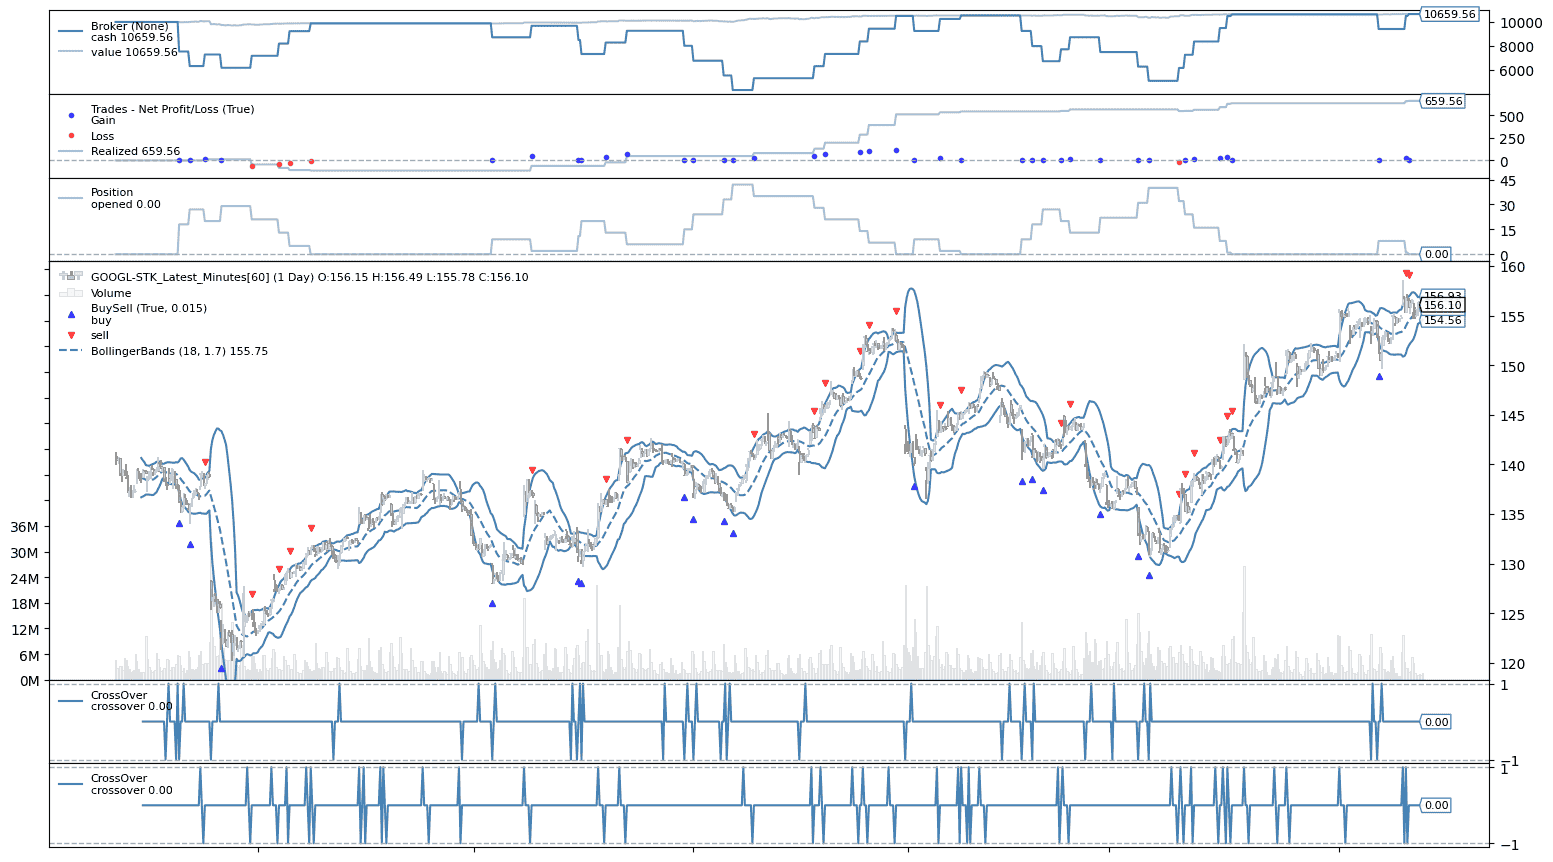 Broker (None)
cash 10659.56
value 10659.56
10659.56
10000
8000
6000
Trades - Net Profit/Loss (True)
Gain
Loss
Realized 659.56
659.56
500
250
0
Position
opened 0.00
45
30
15
0
0.00
GOOGL-STK_Latest_Minutes[60] (1 Day) O:156.15 H:156.49 L:155.78 C:156.10
Volume
BuySell (True, 0.015)
buy
sell
BollingerBands (18, 1.7) 155.75
156.93
156.10
154.56
160
155
150
145
140
135
130
125
120
36M
30M
24M
18M
12M
6M
0M
CrossOver
crossover 0.00
1
0.00
−1
CrossOver
crossover 0.00
1
0.00
−1